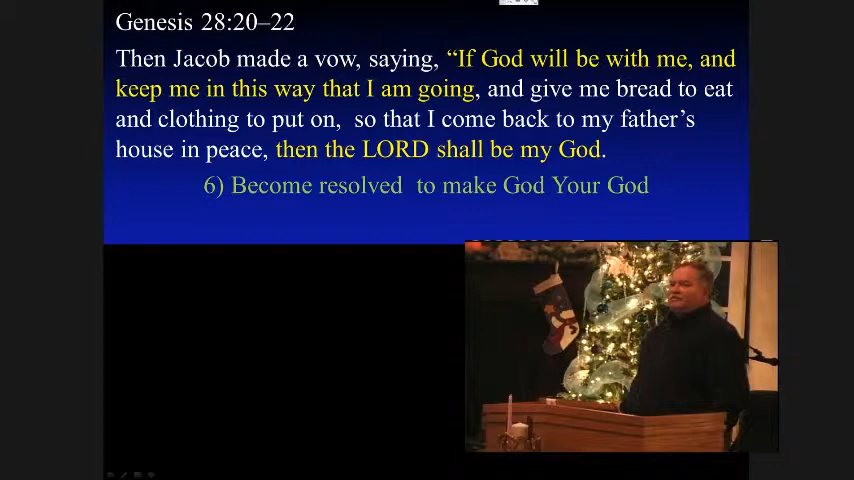 Genesis 28:20–22
Then Jacob made a vow, saying, “If God will be with me, and
keep me in this way that I am going, and give me bread to eat
and clothing to put on, so that I come back to my father’s
house in peace, then the LORD shall be my God.
6) Become resolved to make God Your God